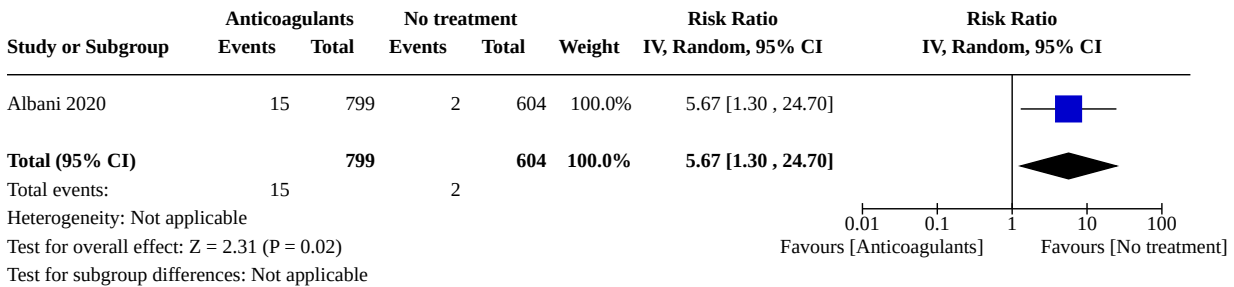 Anticoagulants No treatment Risk Ratio Risk Ratio
Study or Subgroup Events Total Events Total Weight IV, Random, 95% CI IV, Random, 95% CI
Albani 2020 15 799 2 604 100.0% 5.67 [1.30 , 24.70]
Total (95% CI) 799 604 100.0% 5.67 [1.30 , 24.70]
Total events: 15 2
Heterogeneity: Not applicable
0.01 0.1 1 10 100
Test for overall effect: Z = 2.31 (P = 0.02) Favours [Anticoagulants] Favours [No treatment]
Test for subgroup differences: Not applicable